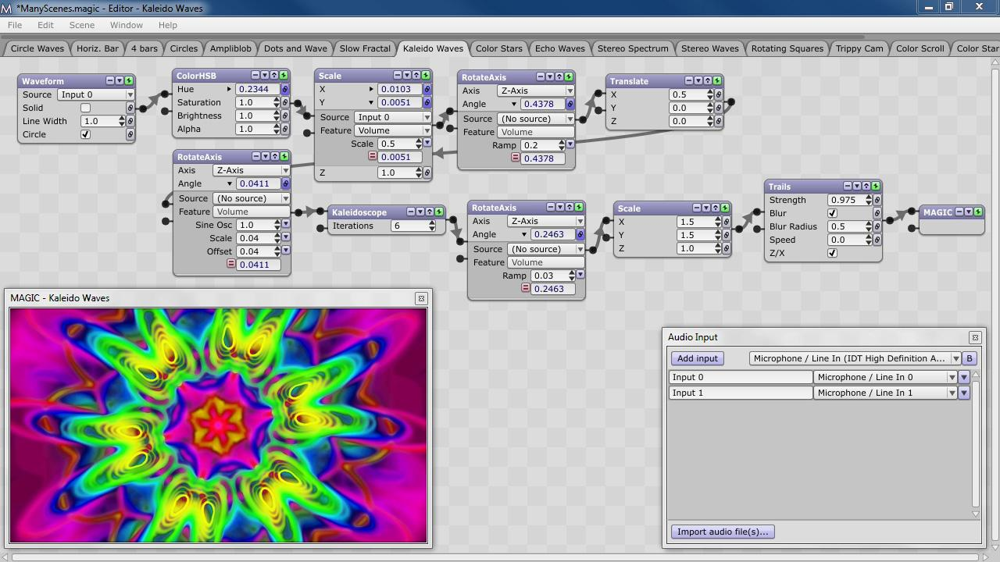 M *ManyScenes.magic - Editor - Kaleido Waves
File Edit Scene Window Help
Circle Waves Horiz. Bar 4 bars Circles Ampliblob Dots and Wave Slow Fractal Kaleido Waves Color Stars Echo Waves Stereo Spectrum Stereo Waves Rotating Squares Trippy Cam Color Scroll Color Star
Waveform
Source Input 0
Solid
Line Width 1.0
Circle
ColorHSB
Hue 0.2344
Saturation 1.0
Brightness 1.0
Alpha 1.0
Scale
X 0.0103
Y 0.0051
Source Input 0
Feature Volume
Scale 0.5
= 0.0051
Z 1.0
RotateAxis
Axis Z-Axis
Angle 0.4378
Source (No source)
Feature Volume
Ramp 0.2
= 0.4378
Translate
X 0.5
Y 0.0
Z 0.0
RotateAxis
Axis Z-Axis
Angle 0.0411
Source (No source)
Feature Volume
Sine Osc 1.0
Scale 0.04
Offset 0.04
= 0.0411
Kaleidoscope
Iterations 6
RotateAxis
Axis Z-Axis
Angle 0.2463
Source (No source)
Feature Volume
Ramp 0.03
= 0.2463
Scale
X 1.5
Y 1.5
Z 1.0
Trails
Strength 0.975
Blur
Blur Radius 0.5
Speed 0.0
Z/X
MAGIC
MAGIC - Kaleido Waves
Audio Input
Add input Microphone / Line In (IDT High Definition A... B
Input 0 Microphone / Line In 0
Input 1 Microphone / Line In 1
Import audio file(s)...